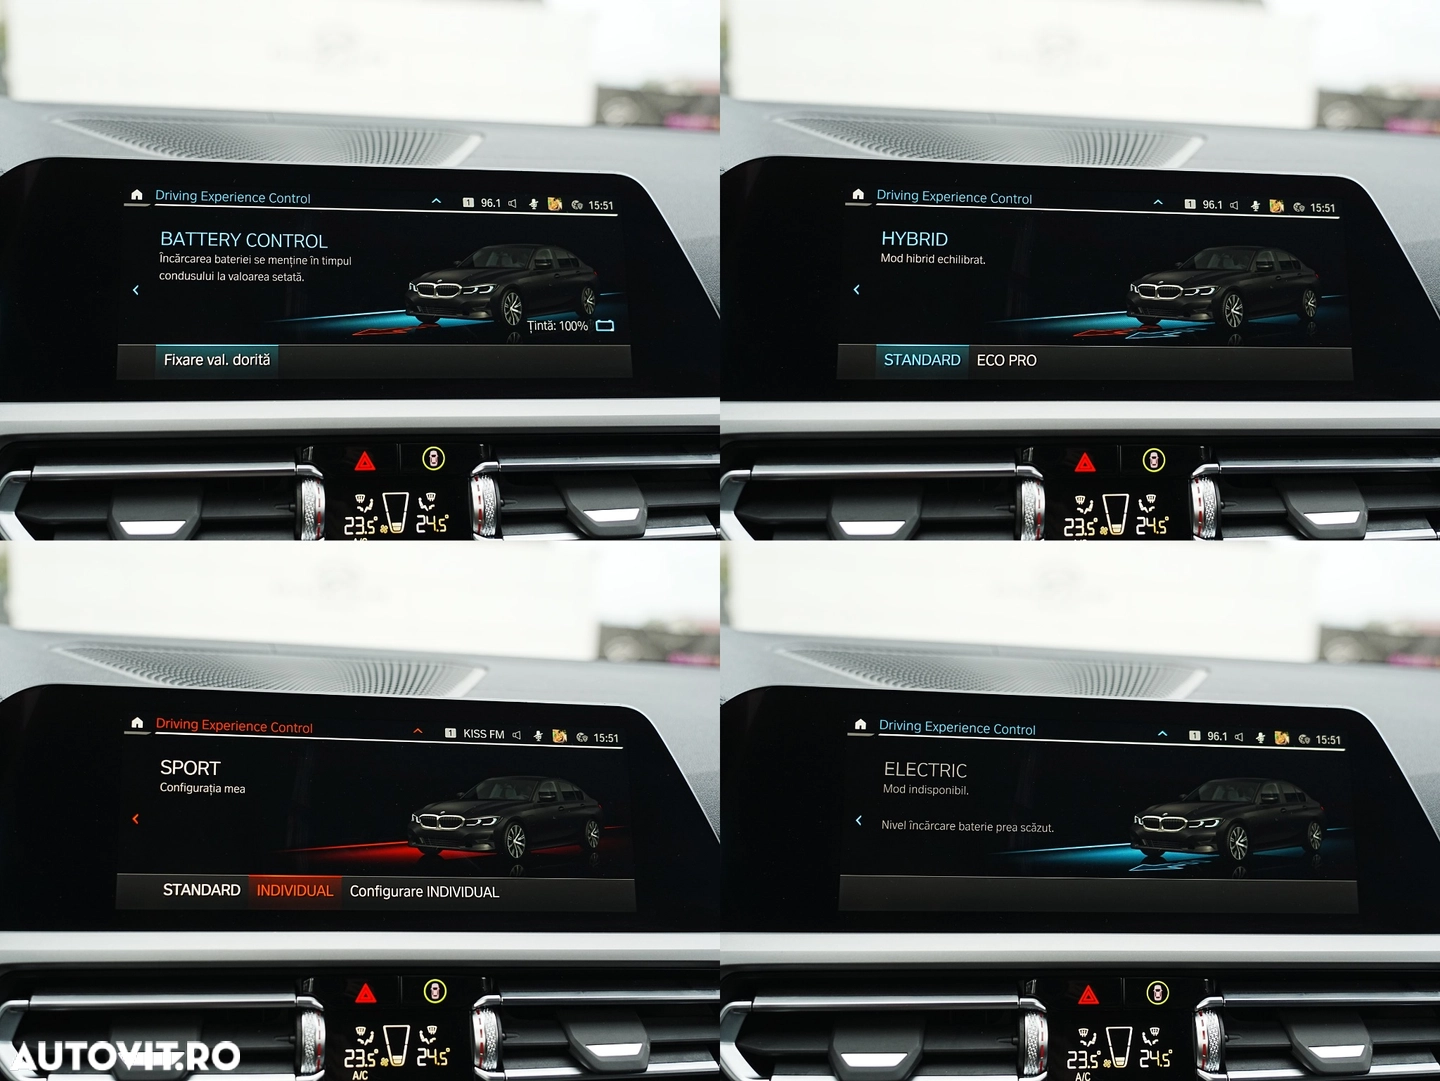 Driving Experience Control
1 96.1 15:51
BATTERY CONTROL
Încărcarea bateriei se menține în timpul
condusului la valoarea setată.
Țintă: 100%
Fixare val. dorită
23.5° 24.5°
A/C
Driving Experience Control
1 96.1 15:51
HYBRID
Mod hibrid echilibrat.
STANDARD ECO PRO
23.5° 24.5°
Driving Experience Control
1 KISS FM 15:51
SPORT
Configurația mea
STANDARD INDIVIDUAL Configurare INDIVIDUAL
23.5° 24.5°
A/C
Driving Experience Control
1 96.1 15:51
ELECTRIC
Mod indisponibil.
Nivel încărcare baterie prea scăzut.
23.5° 24.5°
A/C
AUTOVIT.RO